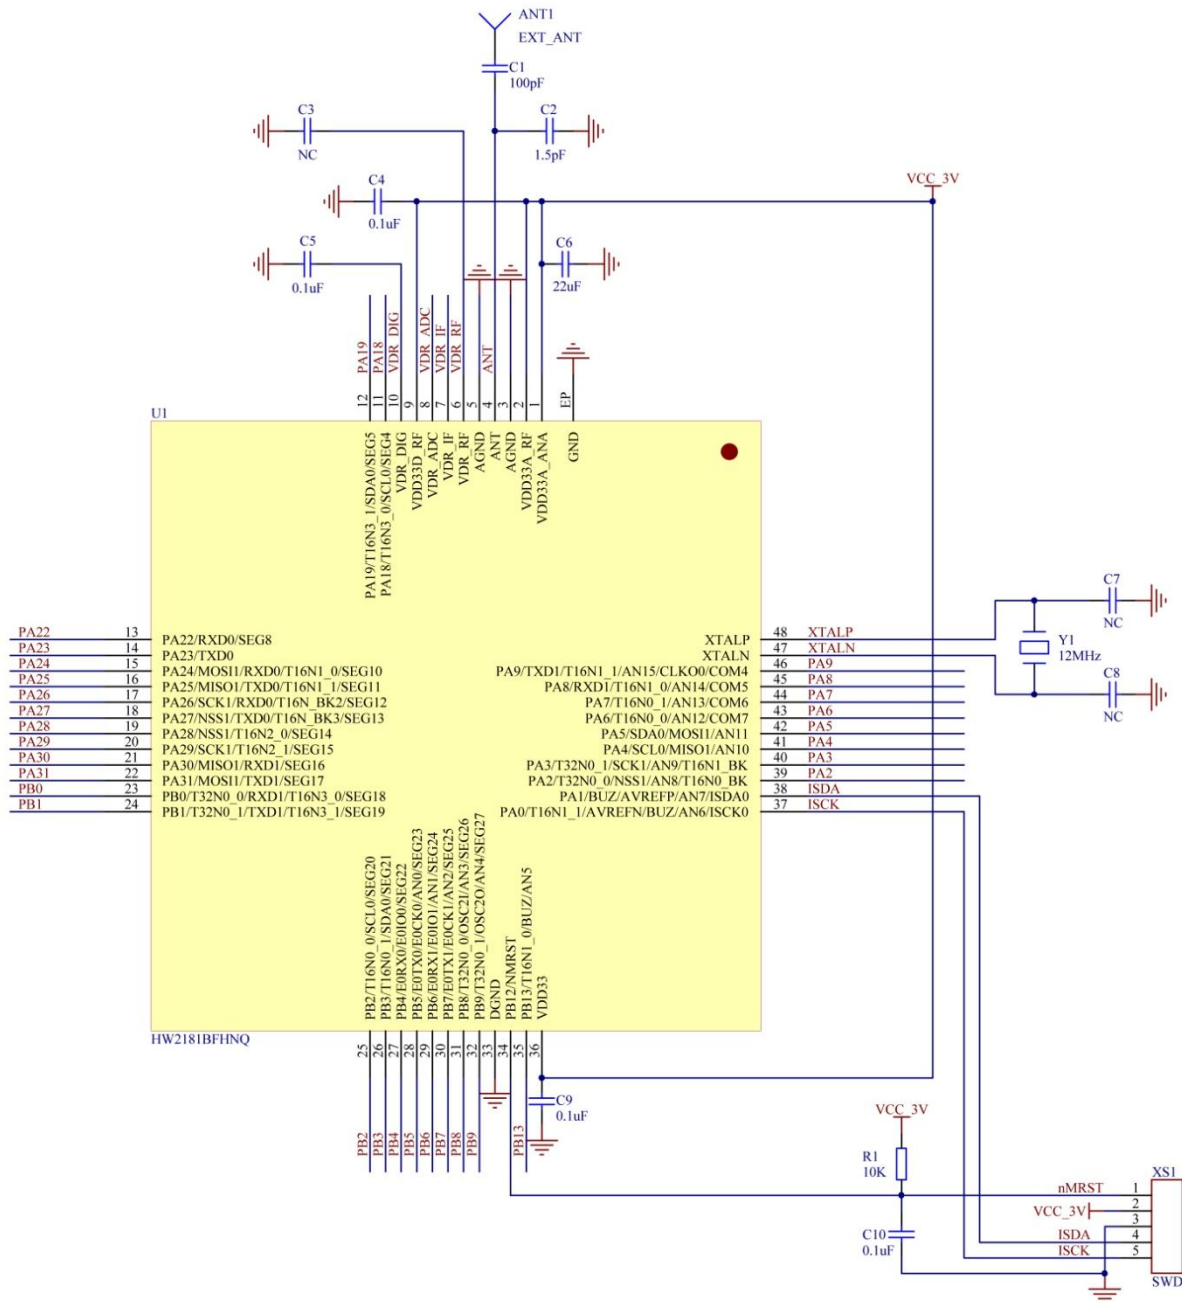 ANT1
EXT_ANT
C1
100pF
C3
NC
C2
1.5pF
C4
0.1uF
VCC_3V
C5
0.1uF
C6
22uF
PA19
PA18
VDR_DIG
VDR_ADC
VDR_IF
VDR_RF
ANT
12
11
10
9
8
7
6
5
4
3
2
1
EP
U1
PA19/T16N3_1/SDA0/SEG5
PA18/T16N3_0/SCL0/SEG4
VDR_DIG
VDD33D_RF
VDR_ADC
VDR_IF
VDR_RF
AGND
ANT
AGND
VDD33A_RF
VDD33A_ANA
GND
PA22 13 PA22/RXD0/SEG8
PA23 14 PA23/TXD0
PA24 15 PA24/MOSI1/RXD0/T16N1_0/SEG10
PA25 16 PA25/MISO1/TXD0/T16N1_1/SEG11
PA26 17 PA26/SCK1/RXD0/T16N_BK2/SEG12
PA27 18 PA27/NSS1/TXD0/T16N_BK3/SEG13
PA28 19 PA28/NSS1/T16N2_0/SEG14
PA29 20 PA29/SCK1/T16N2_1/SEG15
PA30 21 PA30/MISO1/RXD1/SEG16
PA31 22 PA31/MOSI1/TXD1/SEG17
PB0 23 PB0/T32N0_0/RXD1/T16N3_0/SEG18
PB1 24 PB1/T32N0_1/TXD1/T16N3_1/SEG19
XTALP 48 XTALP
XTALN 47 XTALN
PA9/TXD1/T16N1_1/AN15/CLKO0/COM4 46 PA9
PA8/RXD1/T16N1_0/AN14/COM5 45 PA8
PA7/T16N0_1/AN13/COM6 44 PA7
PA6/T16N0_0/AN12/COM7 43 PA6
PA5/SDA0/MOSI1/AN11 42 PA5
PA4/SCL0/MISO1/AN10 41 PA4
PA3/T32N0_1/SCK1/AN9/T16N1_BK 40 PA3
PA2/T32N0_0/NSS1/AN8/T16N0_BK 39 PA2
PA1/BUZ/AVREFP/AN7/ISDA0 38 ISDA
PA0/T16N1_1/AVREFN/BUZ/AN6/ISCK0 37 ISCK
C7
NC
Y1
12MHz
C8
NC
PB2/T16N0_0/SCL0/SEG20
PB3/T16N0_1/SDA0/SEG21
PB4/E0RX0/E0IO0/SEG22
PB5/E0TX0/E0CK0/AN0/SEG23
PB6/E0RX1/E0IO1/AN1/SEG24
PB7/E0TX1/E0CK1/AN2/SEG25
PB8/T32N0_0/OSC2I/AN3/SEG26
PB9/T32N0_1/OSC2O/AN4/SEG27
DGND
PB12/NMRST
PB13/T16N1_0/BUZ/AN5
VDD33
HW2181BFHNQ
25
26
27
28
29
30
31
32
33
34
35
36
PB2
PB3
PB4
PB5
PB6
PB7
PB8
PB9
PB13
C9
0.1uF
VCC_3V
R1
10K
C10
0.1uF
XS1
nMRST 1
VCC_3V 2
3
ISDA 4
ISCK 5
SWD